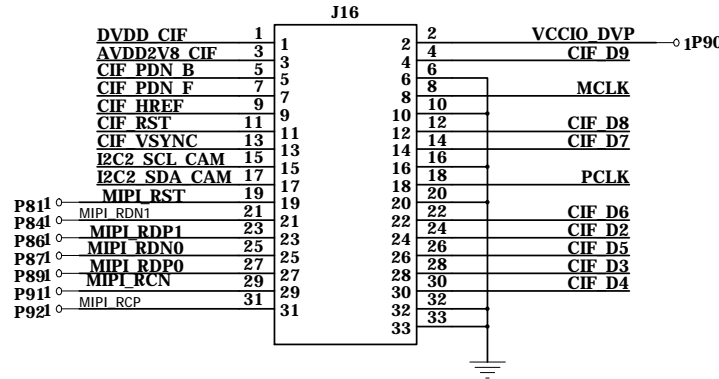 J16
DVDD_CIF 1 1 2 2 VCCIO_DVP 1 P90
AVDD2V8_CIF 3 3 4 4 CIF_D9
CIF_PDN_B 5 5 6 6
CIF_PDN_F 7 7 8 8 MCLK
CIF_HREF 9 9 10 10
CIF_RST 11 11 12 12 CIF_D8
CIF_VSYNC 13 13 14 14 CIF_D7
I2C2_SCL_CAM 15 15 16 16
I2C2_SDA_CAM 17 17 18 18 PCLK
P81 1 MIPI_RST 19 19 20 20
P84 1 MIPI_RDN1 21 21 22 22 CIF_D6
P86 1 MIPI_RDP1 23 23 24 24 CIF_D2
P87 1 MIPI_RDN0 25 25 26 26 CIF_D5
P89 1 MIPI_RDP0 27 27 28 28 CIF_D3
P91 1 MIPI_RCN 29 29 30 30 CIF_D4
P92 1 MIPI_RCP 31 31 32 32
33 33